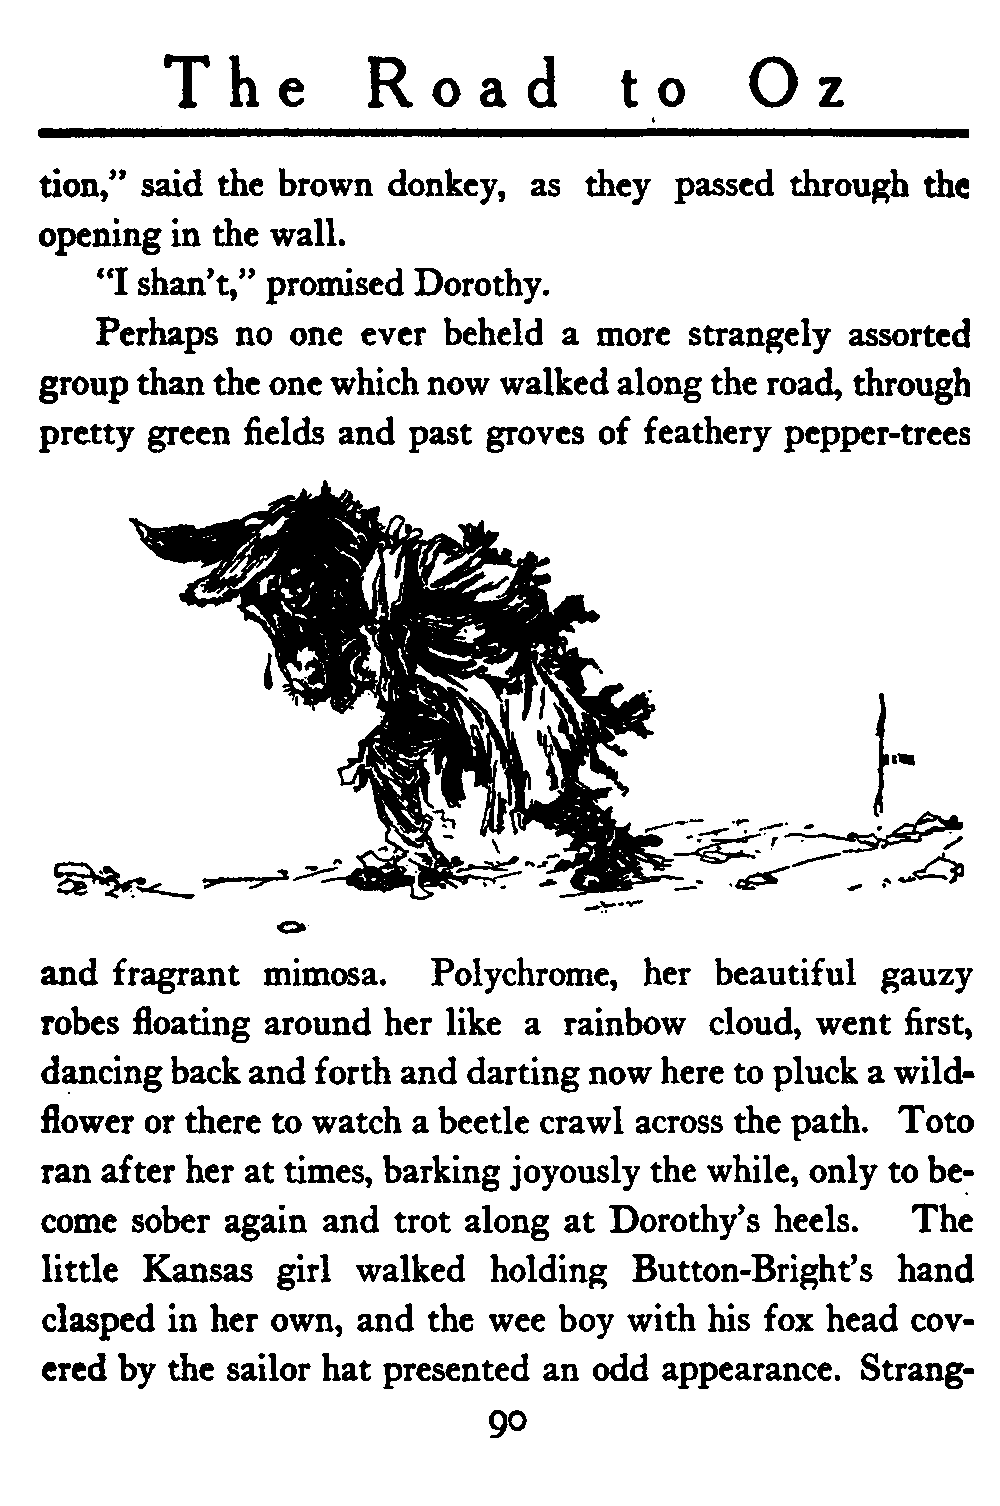 The Road to Oz
tion,” said the brown donkey, as they passed through the
opening in the wall.
“I shan’t,” promised Dorothy.
Perhaps no one ever beheld a more strangely assorted
group than the one which now walked along the road, through
pretty green fields and past groves of feathery pepper-trees
and fragrant mimosa. Polychrome, her beautiful gauzy
robes floating around her like a rainbow cloud, went first,
dancing back and forth and darting now here to pluck a wild-
flower or there to watch a beetle crawl across the path. Toto
ran after her at times, barking joyously the while, only to be-
come sober again and trot along at Dorothy’s heels. The
little Kansas girl walked holding Button-Bright’s hand
clasped in her own, and the wee boy with his fox head cov-
ered by the sailor hat presented an odd appearance. Strang-
90